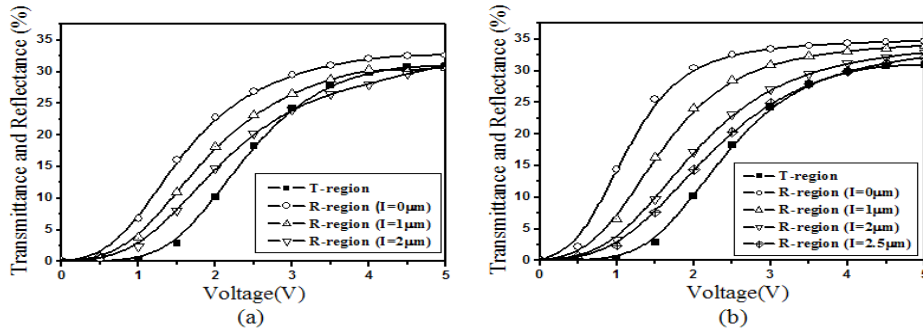 Transmittance and Reflectance (%)
35
30
25
20
15
10
5
0
T-region
R-region (I=0μm)
R-region (I=1μm)
R-region (I=2μm)
0 1 2 3 4 5
Voltage(V)
(a)
Transmittance and Reflectance (%)
35
30
25
20
15
10
5
0
T-region
R-region (I=0μm)
R-region (I=1μm)
R-region (I=2μm)
R-region (I=2.5μm)
0 1 2 3 4 5
Voltage(V)
(b)